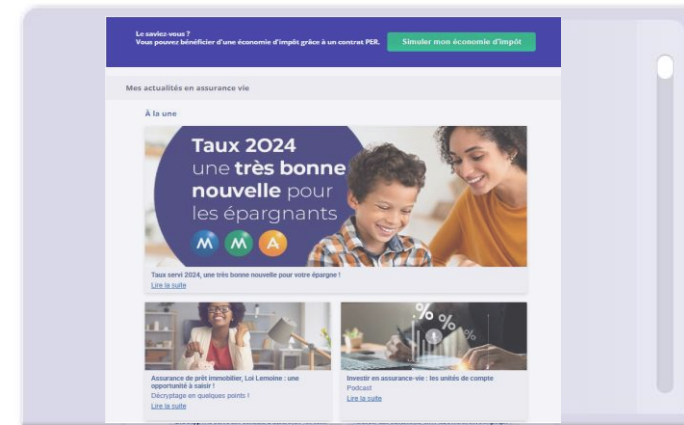 Le saviez-vous ?
Vous pouvez bénéficier d'une économie d'impôt grâce à un contrat PER.
Simuler mon économie d'impôt
Mes actualités en assurance vie
À la une
Taux 2024
une très bonne
nouvelle pour
les épargnants
M M A
Taux servi 2024, une très bonne nouvelle pour votre épargne !
Lire la suite
Assurance de prêt immobilier, Loi Lemoine : une
opportunité à saisir !
Décryptage en quelques points !
Lire la suite
% % %
Investir en assurance-vie : les unités de compte
Podcast
Lire la suite